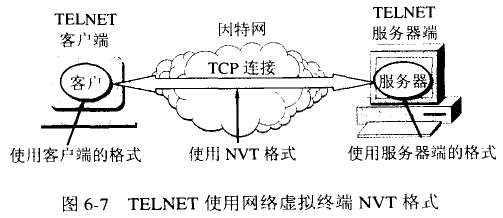 TELNET
客户端
因特网
TELNET
服务器端
TCP 连接
客户
服务器
使用客户端的格式
使用 NVT 格式
使用服务器端的格式
图 6-7 TELNET 使用网络虚拟终端 NVT 格式